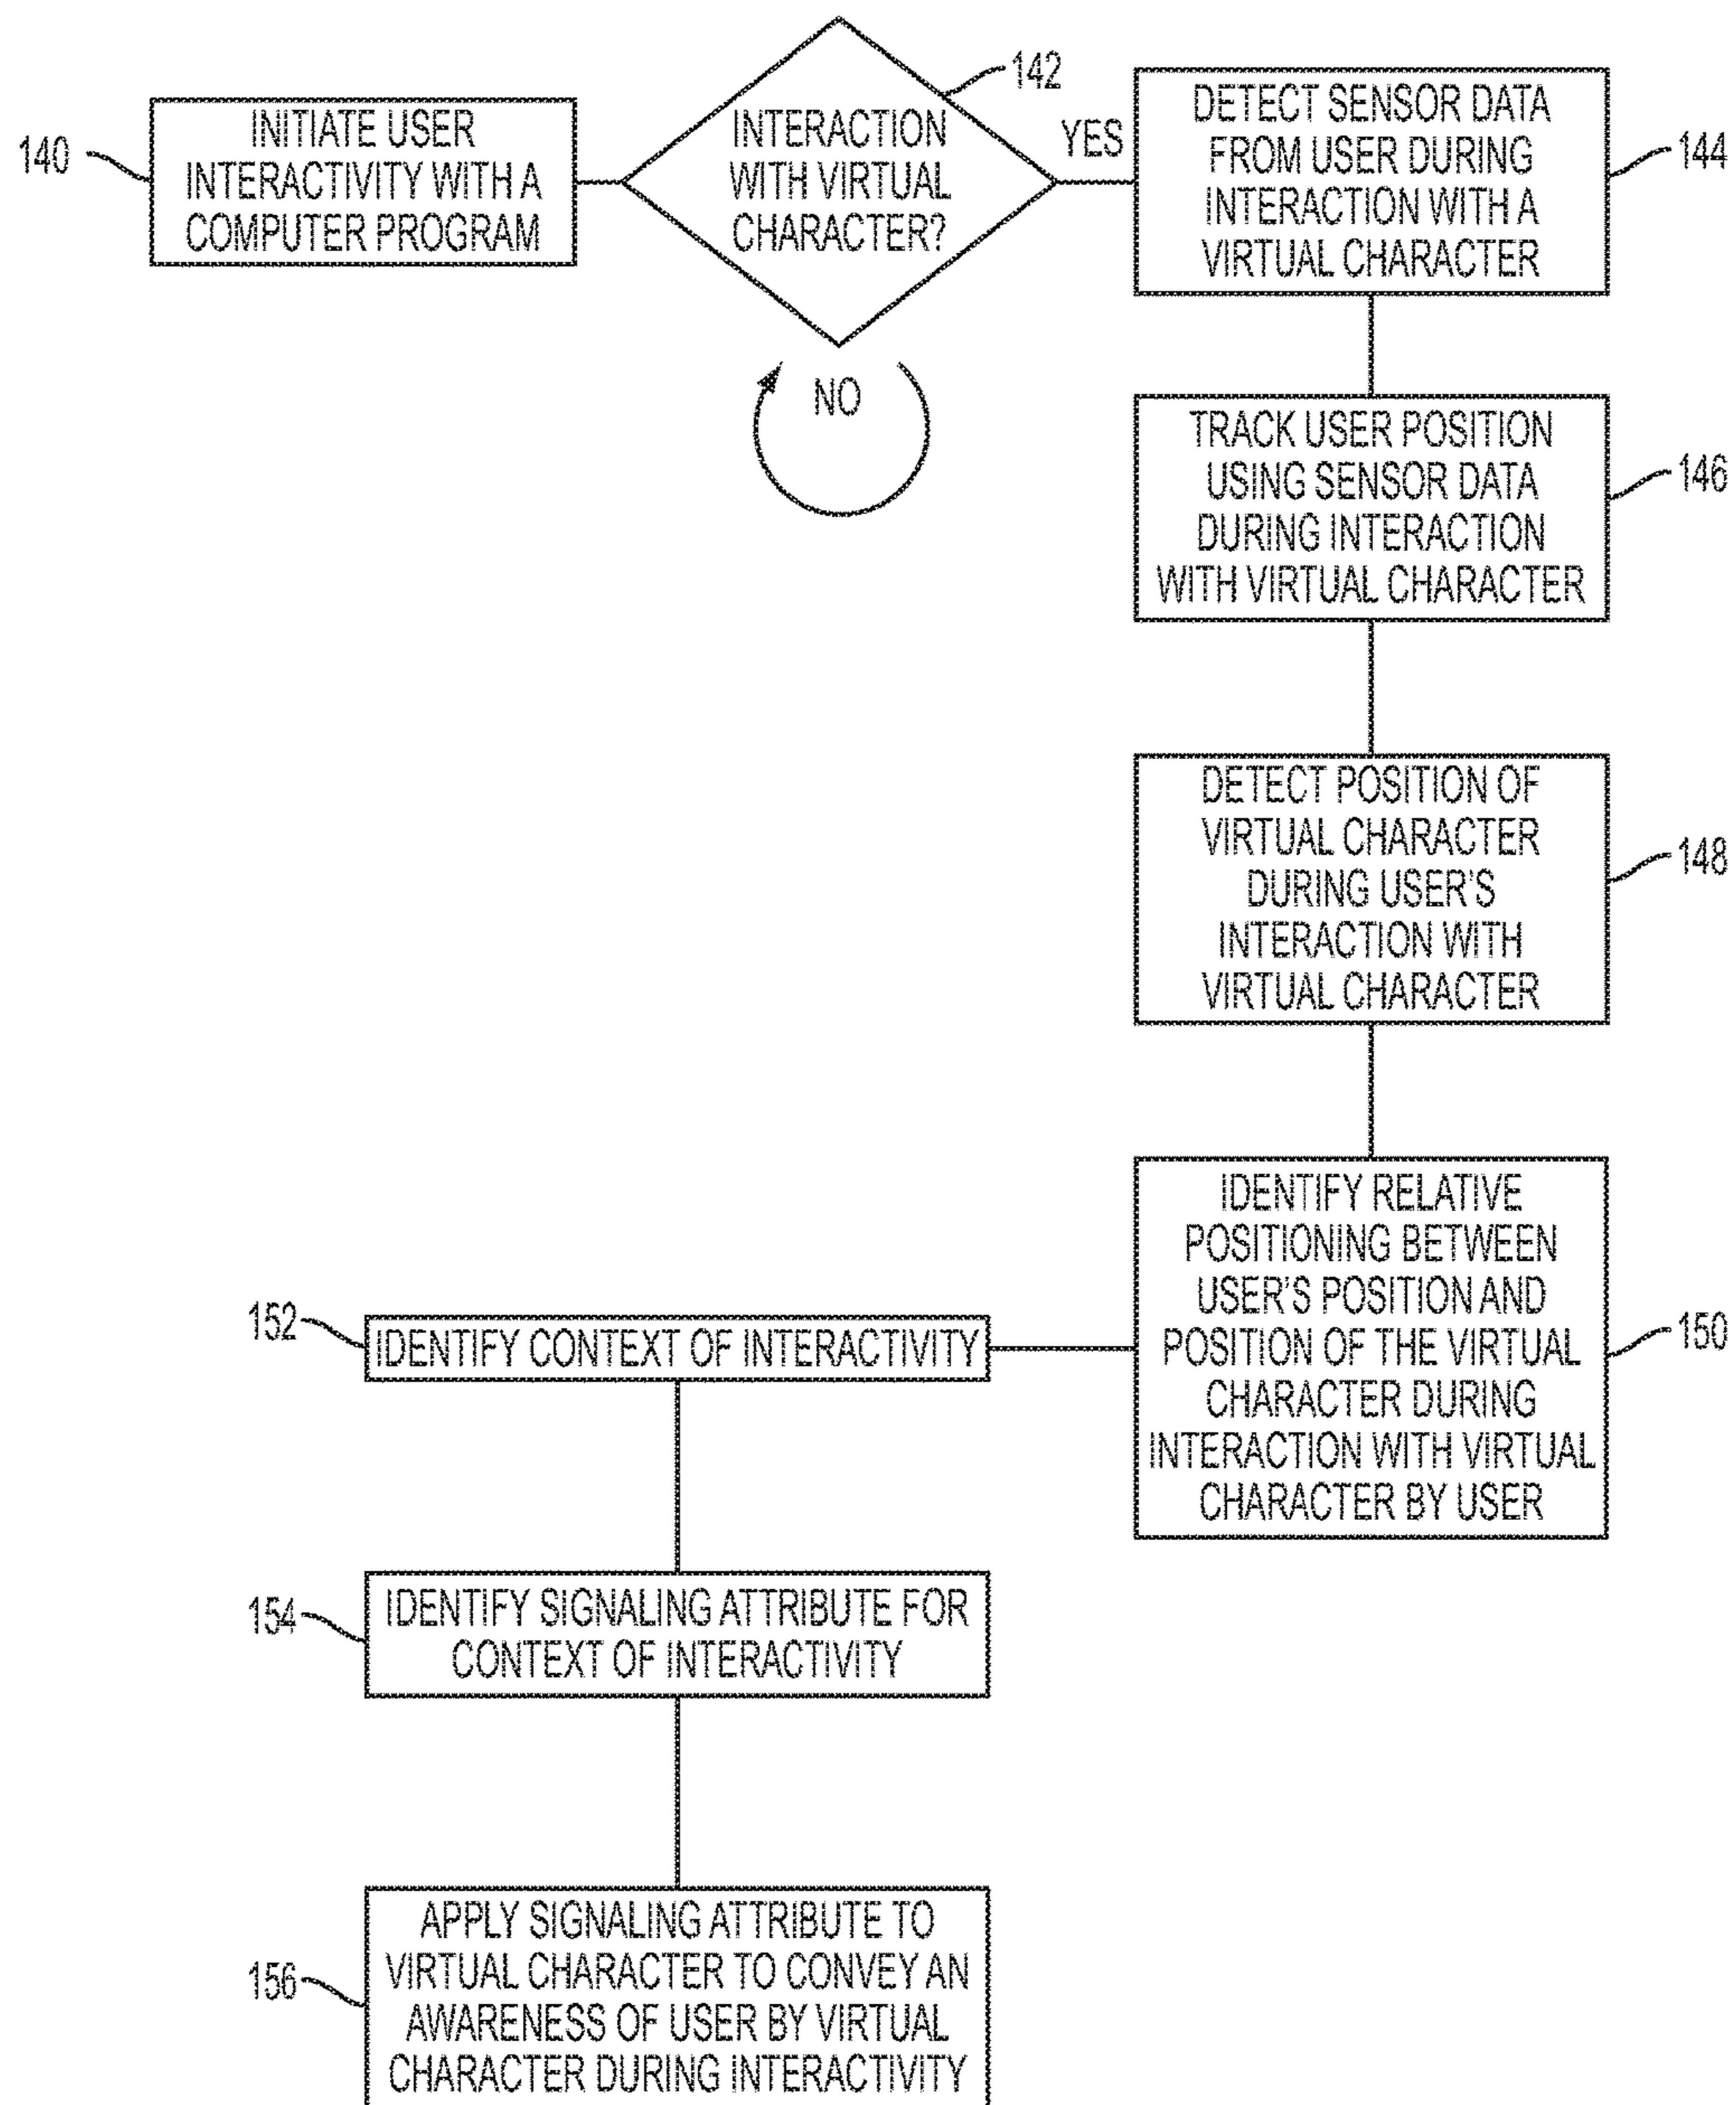 140
INITIATE USER
INTERACTIVITY WITH A
COMPUTER PROGRAM
142
INTERACTION
WITH VIRTUAL
CHARACTER?
YES
NO
DETECT SENSOR DATA
FROM USER DURING
INTERACTION WITH A
VIRTUAL CHARACTER
144
TRACK USER POSITION
USING SENSOR DATA
DURING INTERACTION
WITH VIRTUAL CHARACTER
146
DETECT POSITION OF
VIRTUAL CHARACTER
DURING USER'S
INTERACTION WITH
VIRTUAL CHARACTER
148
IDENTIFY RELATIVE
POSITIONING BETWEEN
USER'S POSITION AND
POSITION OF THE VIRTUAL
CHARACTER DURING
INTERACTION WITH VIRTUAL
CHARACTER BY USER
150
152
IDENTIFY CONTEXT OF INTERACTIVITY
154
IDENTIFY SIGNALING ATTRIBUTE FOR
CONTEXT OF INTERACTIVITY
156
APPLY SIGNALING ATTRIBUTE TO
VIRTUAL CHARACTER TO CONVEY AN
AWARENESS OF USER BY VIRTUAL
CHARACTER DURING INTERACTIVITY